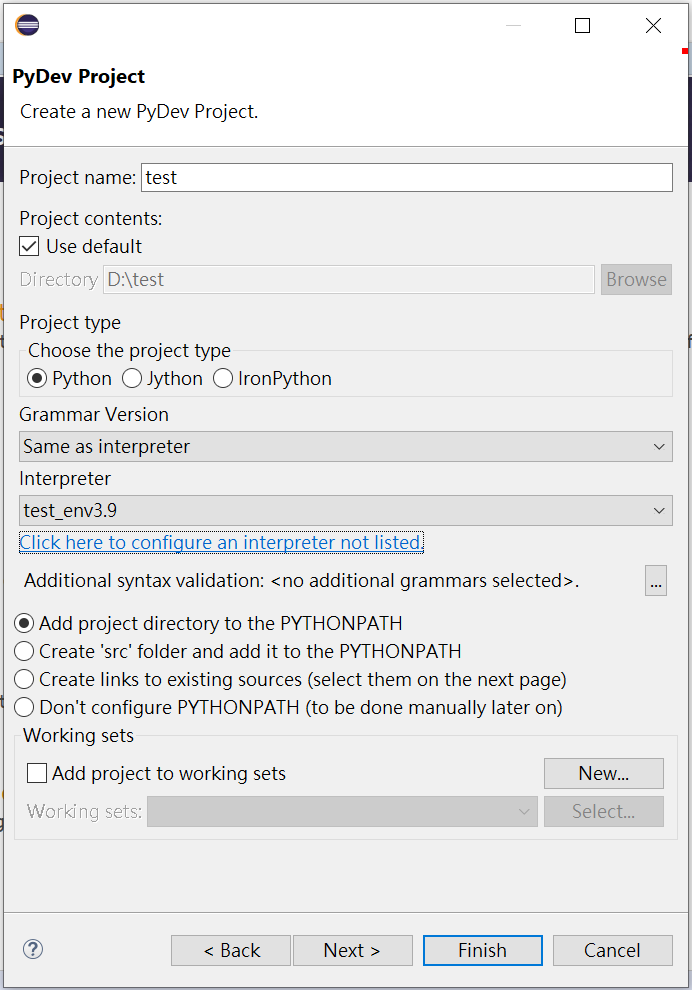 PyDev Project
Create a new PyDev Project.
Project name: test
Project contents:
Use default
Directory D:\test Browse
Project type
Choose the project type
Python Jython IronPython
Grammar Version
Same as interpreter
Interpreter
test_env3.9
Click here to configure an interpreter not listed.
Additional syntax validation: <no additional grammars selected>. ...
Add project directory to the PYTHONPATH
Create 'src' folder and add it to the PYTHONPATH
Create links to existing sources (select them on the next page)
Don't configure PYTHONPATH (to be done manually later on)
Working sets
Add project to working sets New...
Working sets: Select...
? < Back Next > Finish Cancel